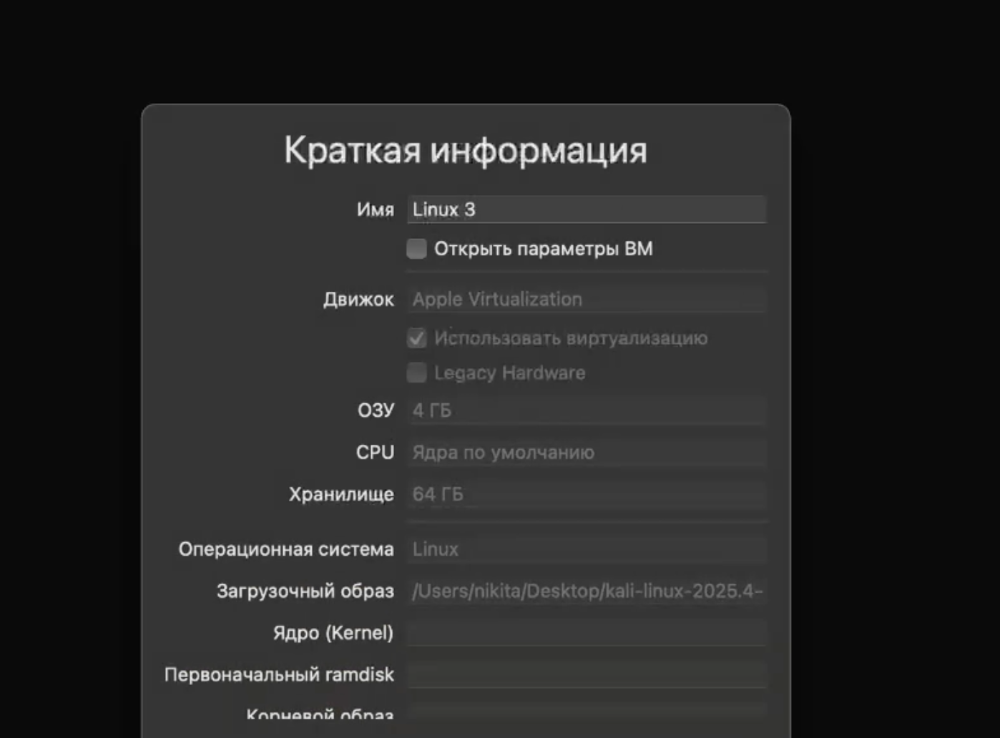 Краткая информация
Имя Linux 3
Открыть параметры ВМ
Движок Apple Virtualization
Использовать виртуализацию
Legacy Hardware
ОЗУ 4 ГБ
CPU Ядра по умолчанию
Хранилище 64 ГБ
Операционная система Linux
Загрузочный образ /Users/nikita/Desktop/kali-linux-2025.4-
Ядро (Kernel)
Первоначальный ramdisk
Корневой образ